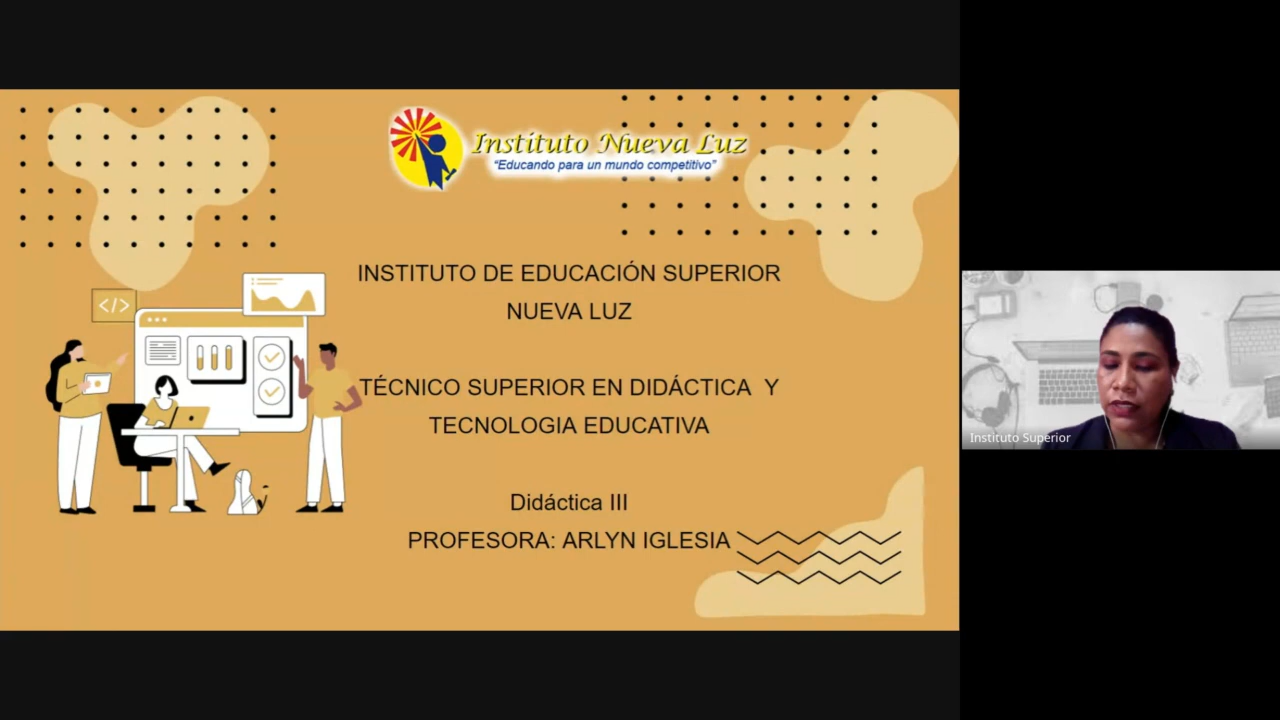 Instituto Nueva Luz
“Educando para un mundo competitivo”
INSTITUTO DE EDUCACIÓN SUPERIOR
NUEVA LUZ
</>
TÉCNICO SUPERIOR EN DIDÁCTICA Y
TECNOLOGIA EDUCATIVA
Instituto Superior
Didáctica III
PROFESORA: ARLYN IGLESIA